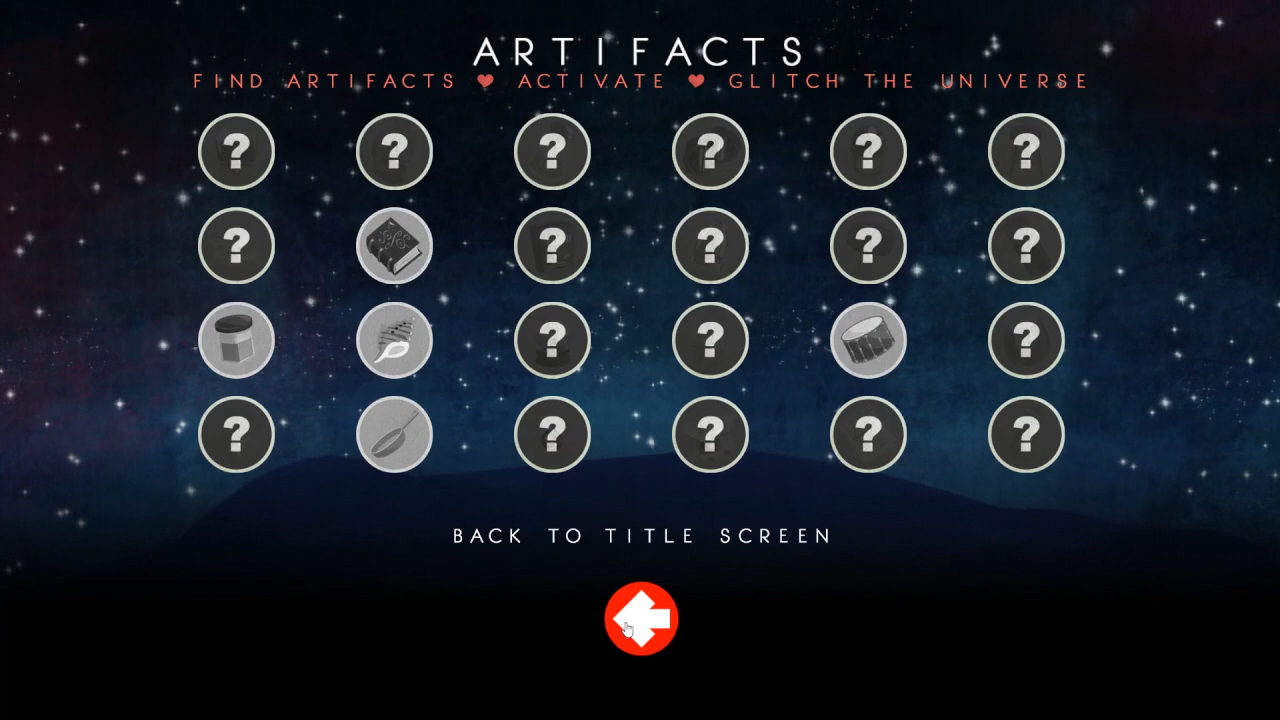 ARTIFACTS
FIND ARTIFACTS ♥ ACTIVATE ♥ GLITCH THE UNIVERSE
? ? ? ? ? ?
? ? ? ? ?
? ? ?
? ? ? ? ?
BACK TO TITLE SCREEN